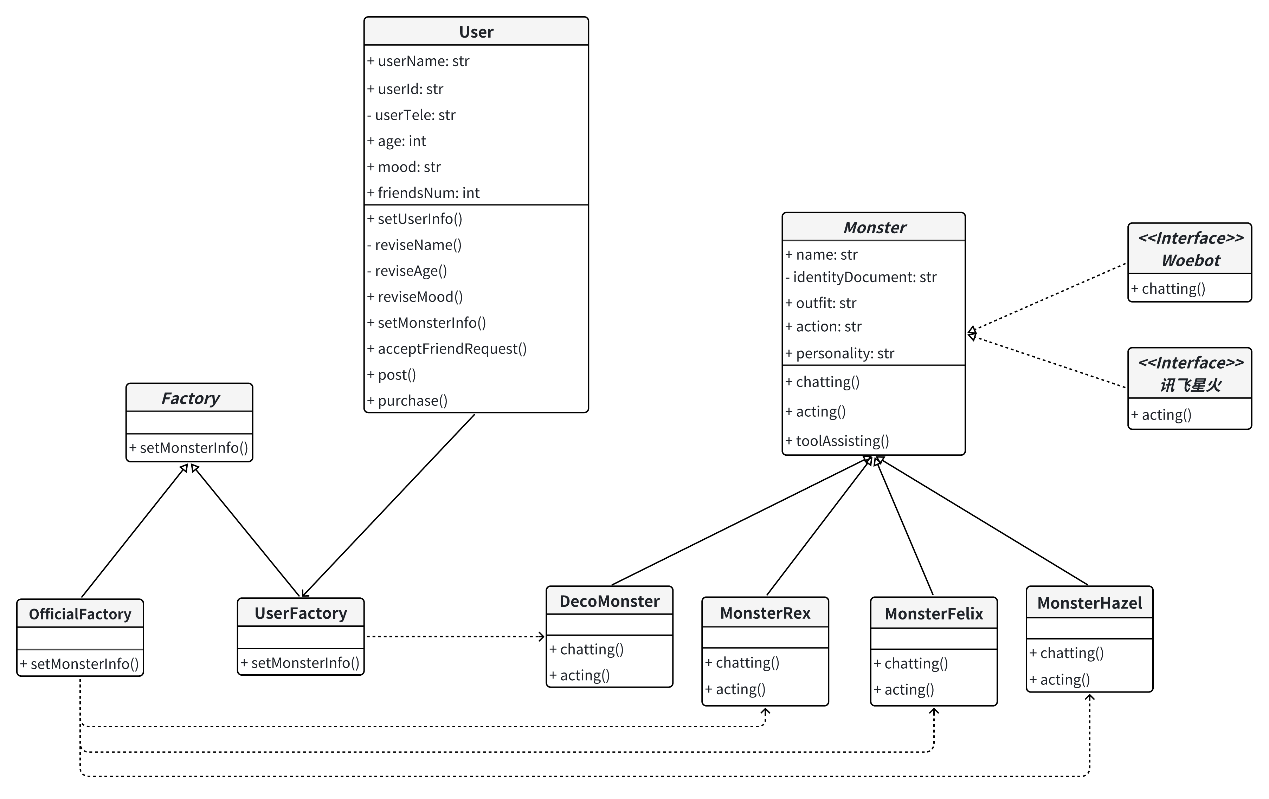 User
+ userName: str
+ userId: str
- userTele: str
+ age: int
+ mood: str
+ friendsNum: int
+ setUserInfo()
- reviseName()
- reviseAge()
+ reviseMood()
+ setMonsterInfo()
+ acceptFriendRequest()
+ post()
+ purchase()
Monster
+ name: str
- identityDocument: str
+ outfit: str
+ action: str
+ personality: str
+ chatting()
+ acting()
+ toolAssisting()
<<Interface>>
Woebot
+ chatting()
<<Interface>>
讯飞星火
+ acting()
Factory
+ setMonsterInfo()
OfficialFactory
+ setMonsterInfo()
UserFactory
+ setMonsterInfo()
DecoMonster
+ chatting()
+ acting()
MonsterRex
+ chatting()
+ acting()
MonsterFelix
+ chatting()
+ acting()
MonsterHazel
+ chatting()
+ acting()